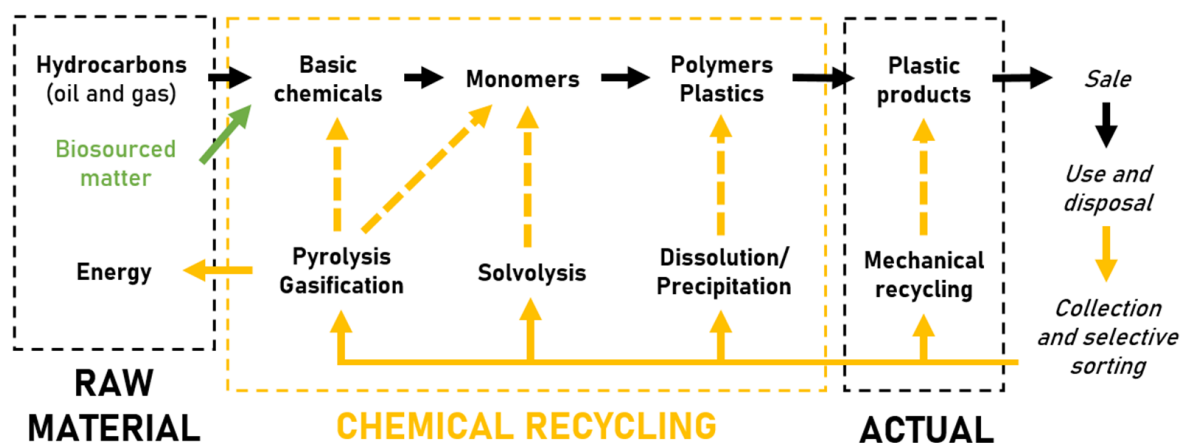 Hydrocarbons
(oil and gas)
Biosourced
matter
Energy
RAW
MATERIAL
Basic
chemicals
Monomers
Polymers
Plastics
Pyrolysis
Gasification
Solvolysis
Dissolution/
Precipitation
CHEMICAL RECYCLING
Plastic
products
Mechanical
recycling
ACTUAL
Sale
Use and
disposal
Collection
and selective
sorting